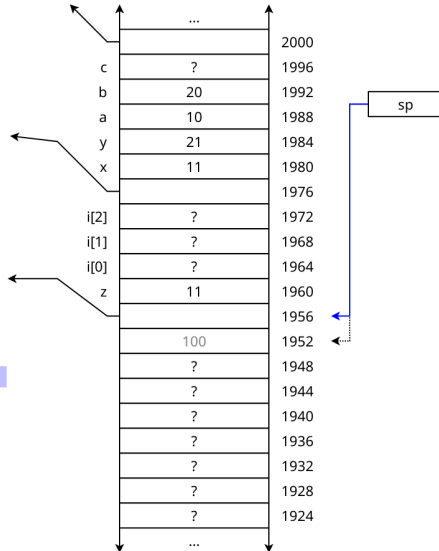 ...
2000
c ? 1996
b 20 1992
sp
a 10 1988
y 21 1984
x 11 1980
1976
i[2] ? 1972
i[1] ? 1968
i[0] ? 1964
z 11 1960
1956
100 1952
? 1948
? 1944
? 1940
? 1936
? 1932
? 1928
? 1924
...